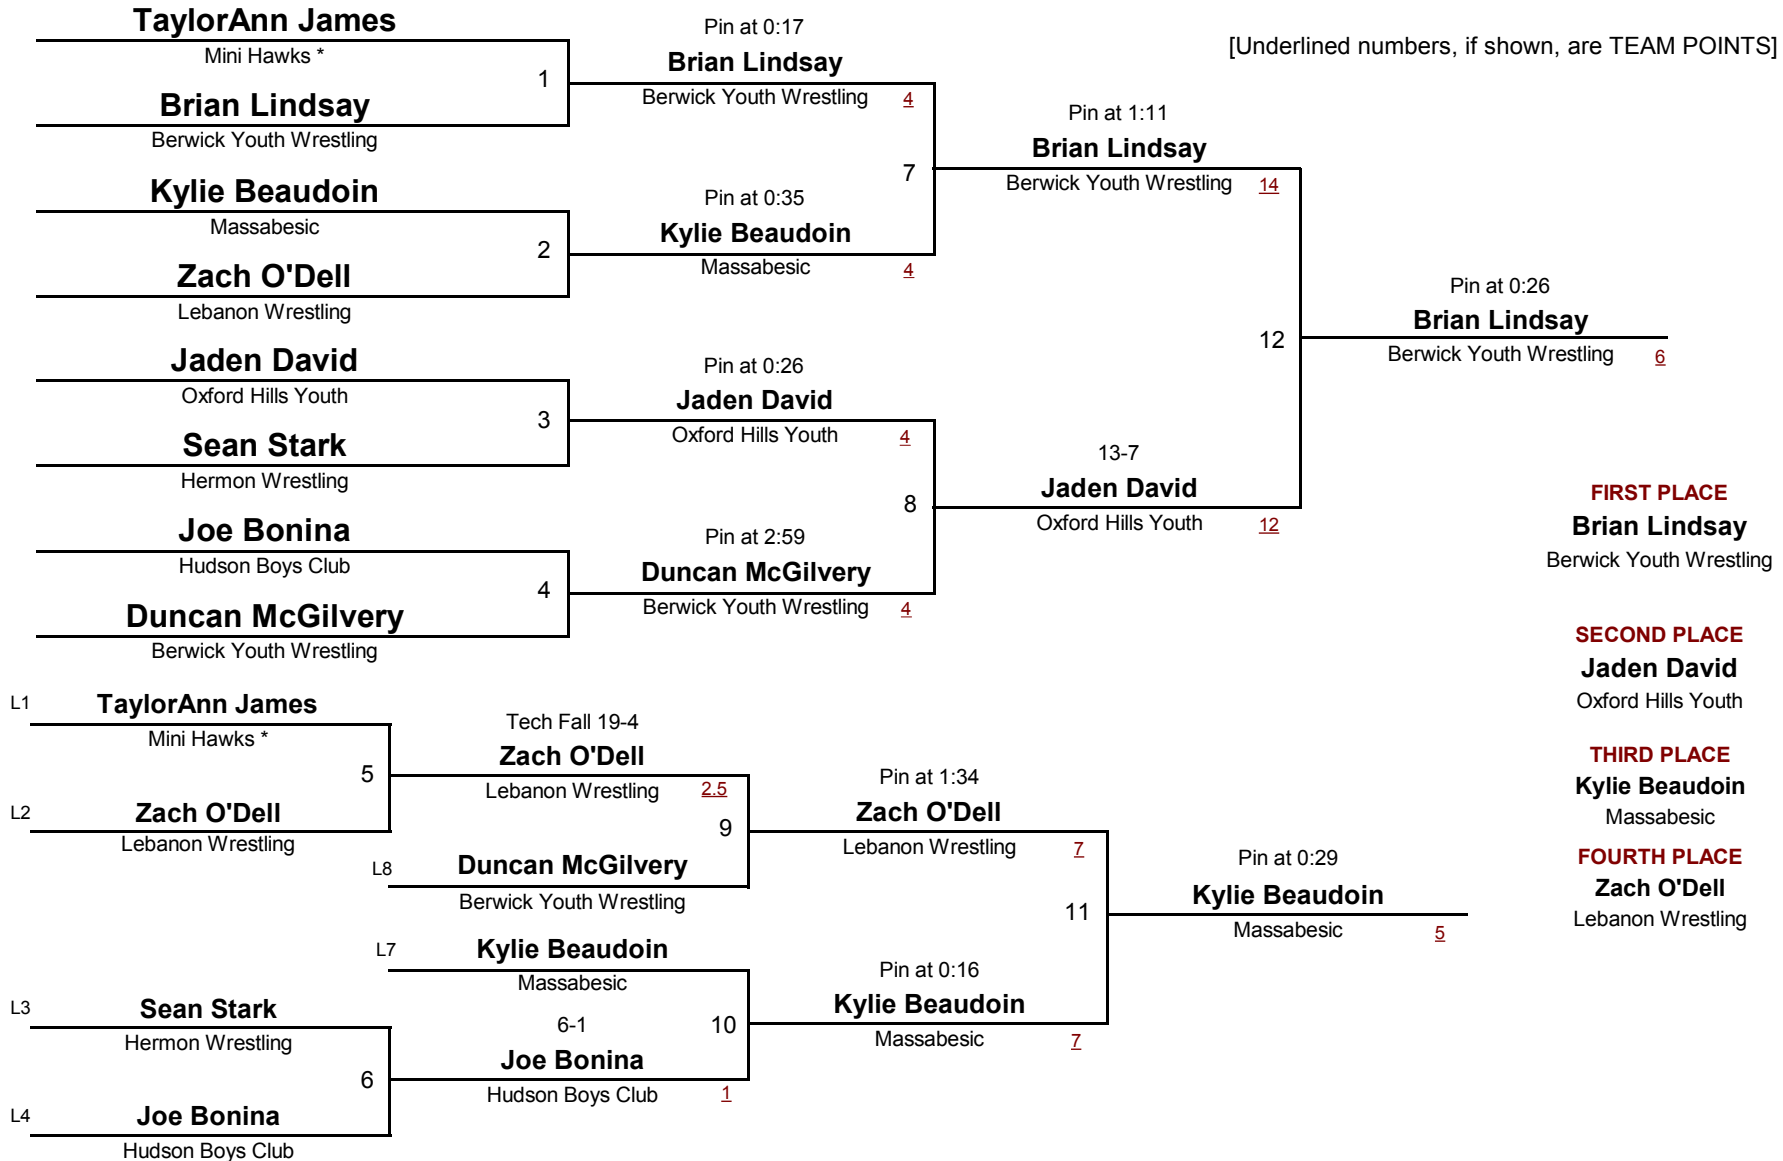 [Underlined numbers, if shown, are TEAM POINTS]
TaylorAnn James
Mini Hawks *
1
Brian Lindsay
Berwick Youth Wrestling
Kylie Beaudoin
Massabesic
2
Zach O'Dell
Lebanon Wrestling
Jaden David
Oxford Hills Youth
3
Sean Stark
Hermon Wrestling
Joe Bonina
Hudson Boys Club
4
Duncan McGilvery
Berwick Youth Wrestling
Pin at 0:17
Brian Lindsay
Berwick Youth Wrestling 4
7
Pin at 0:35
Kylie Beaudoin
Massabesic 4
Pin at 0:26
Jaden David
Oxford Hills Youth 4
8
Pin at 2:59
Duncan McGilvery
Berwick Youth Wrestling 4
Pin at 1:11
Brian Lindsay
Berwick Youth Wrestling 14
12
13-7
Jaden David
Oxford Hills Youth 12
Pin at 0:26
Brian Lindsay
Berwick Youth Wrestling 6
FIRST PLACE
Brian Lindsay
Berwick Youth Wrestling
SECOND PLACE
Jaden David
Oxford Hills Youth
THIRD PLACE
Kylie Beaudoin
Massabesic
FOURTH PLACE
Zach O'Dell
Lebanon Wrestling
L1 TaylorAnn James
Mini Hawks *
5
L2 Zach O'Dell
Lebanon Wrestling
L3 Sean Stark
Hermon Wrestling
6
L4 Joe Bonina
Hudson Boys Club
Tech Fall 19-4
Zach O'Dell
Lebanon Wrestling 2.5
9
L8 Duncan McGilvery
Berwick Youth Wrestling
L7 Kylie Beaudoin
Massabesic
10
6-1
Joe Bonina
Hudson Boys Club 1
Pin at 1:34
Zach O'Dell
Lebanon Wrestling 7
11
Pin at 0:16
Kylie Beaudoin
Massabesic 7
Pin at 0:29
Kylie Beaudoin
Massabesic 5